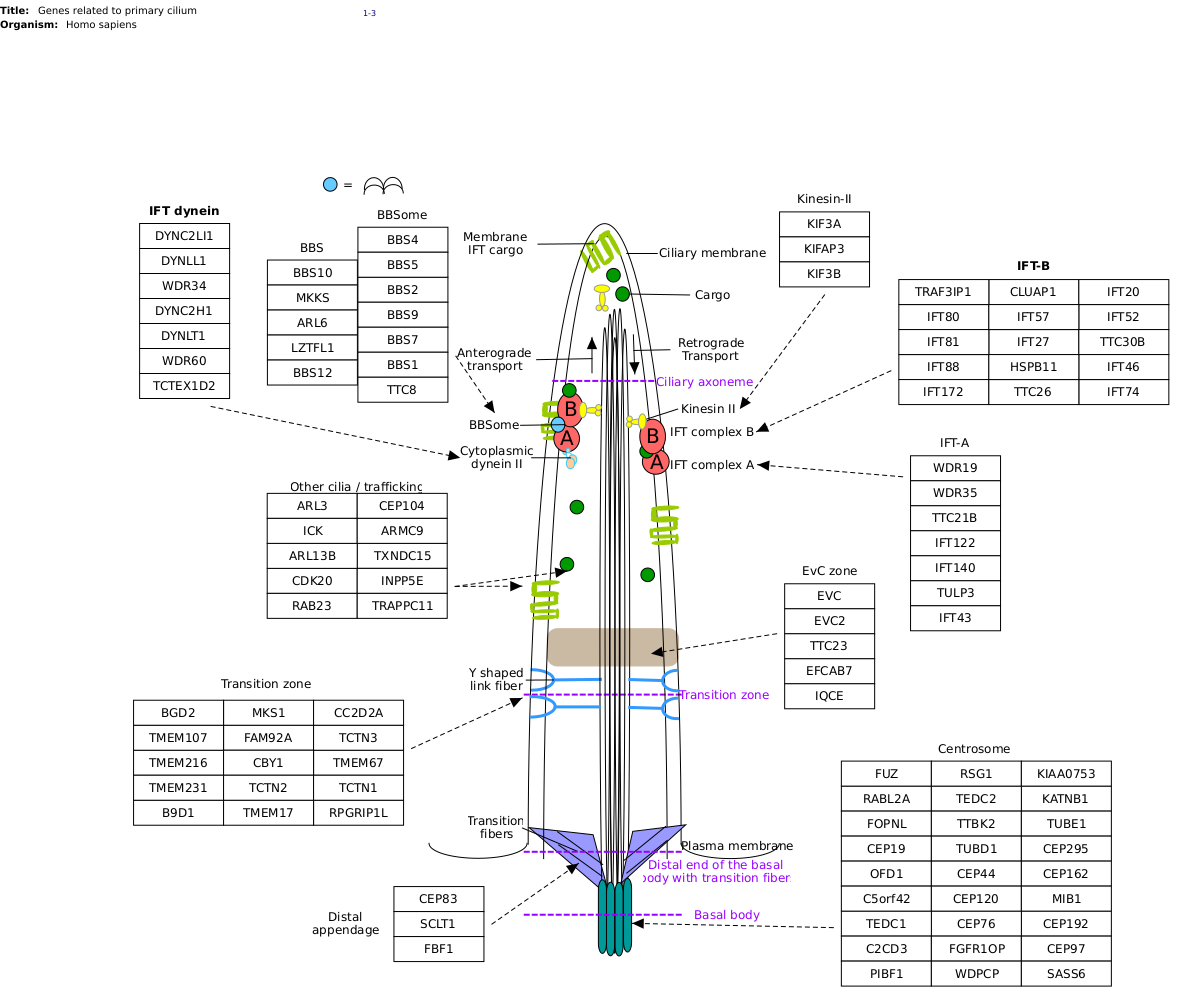 Title: Genes related to primary cilium
Organism: Homo sapiens
1-3
=
IFT dynein
DYNC2LI1
DYNLL1
WDR34
DYNC2H1
DYNLT1
WDR60
TCTEX1D2
BBS
BBS10
MKKS
ARL6
LZTFL1
BBS12
BBSome
BBS4
BBS5
BBS2
BBS9
BBS7
BBS1
TTC8
Membrane
IFT cargo
Ciliary membrane
Cargo
Anterograde
transport
Retrograde
Transport
Ciliary axoneme
Kinesin II
BBSome
B
A
B
A
IFT complex B
IFT complex A
Cytoplasmic
dynein II
Kinesin-II
KIF3A
KIFAP3
KIF3B
IFT-B
TRAF3IP1 CLUAP1 IFT20
IFT80 IFT57 IFT52
IFT81 IFT27 TTC30B
IFT88 HSPB11 IFT46
IFT172 TTC26 IFT74
IFT-A
WDR19
WDR35
TTC21B
IFT122
IFT140
TULP3
IFT43
Other cilia / trafficking
ARL3 CEP104
ICK ARMC9
ARL13B TXNDC15
CDK20 INPP5E
RAB23 TRAPPC11
EvC zone
EVC
EVC2
TTC23
EFCAB7
IQCE
Y shaped
link fiber
Transition zone
Transition zone
BGD2 MKS1 CC2D2A
TMEM107 FAM92A TCTN3
TMEM216 CBY1 TMEM67
TMEM231 TCTN2 TCTN1
B9D1 TMEM17 RPGRIP1L
Transition
fibers
Plasma membrane
Distal end of the basal
body with transition fiber
Basal body
Distal
appendage
CEP83
SCLT1
FBF1
Centrosome
FUZ RSG1 KIAA0753
RABL2A TEDC2 KATNB1
FOPNL TTBK2 TUBE1
CEP19 TUBD1 CEP295
OFD1 CEP44 CEP162
C5orf42 CEP120 MIB1
TEDC1 CEP76 CEP192
C2CD3 FGFR1OP CEP97
PIBF1 WDPCP SASS6